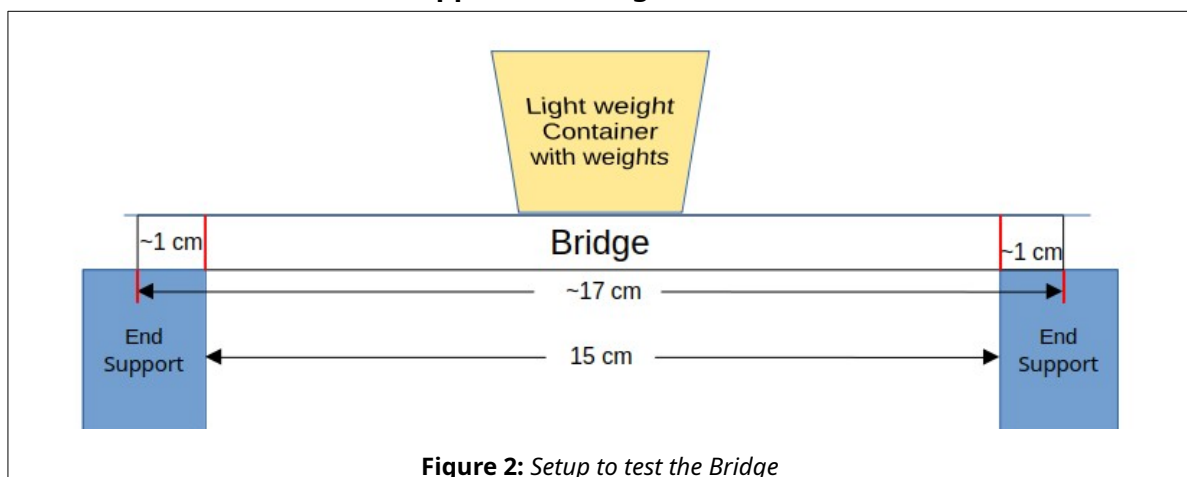 Light weight
Container
with weights
~1 cm
Bridge
~1 cm
~17 cm
End
Support
15 cm
End
Support
Figure 2: Setup to test the Bridge